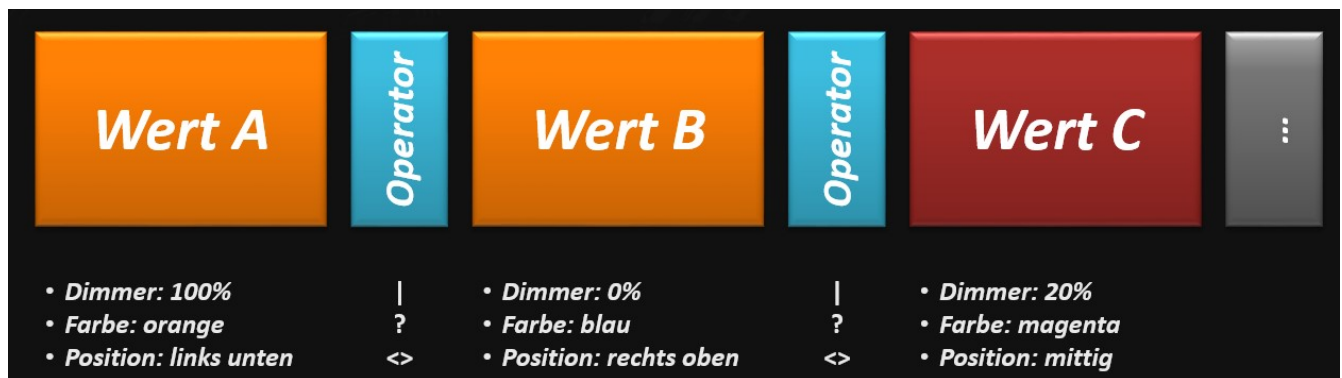 Wert A
Operator
Wert B
Operator
Wert C
...
• Dimmer: 100% | • Dimmer: 0% | • Dimmer: 20%
• Farbe: orange ? • Farbe: blau ? • Farbe: magenta
• Position: links unten <> • Position: rechts oben <> • Position: mittig